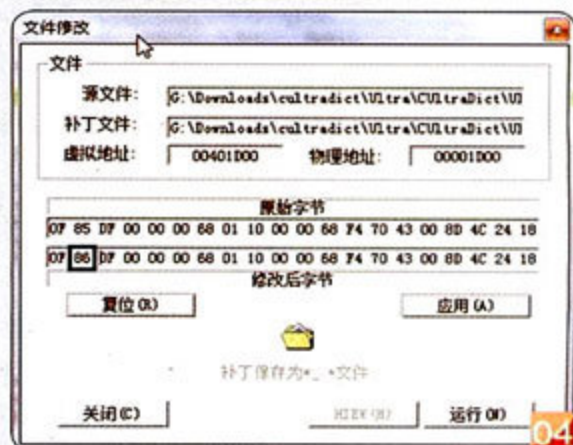 文件修改
文件
源文件: G:\Downloads\cultradict\Ultra\CUltraDict\Ul
补丁文件: G:\Downloads\cultradict\Ultra\CUltraDict\Ul
虚拟地址: 00401D00 物理地址: 00001D00
原始字节
0F 85 DF 00 00 00 68 01 10 00 00 68 F4 70 43 00 8D 4C 24 18
0F 86 DF 00 00 00 68 01 10 00 00 68 F4 70 43 00 8D 4C 24 18
修改后字节
复位(R) 应用(A)
补丁保存为*_.*文件
关闭(C) HIEW(H) 运行(W)
04